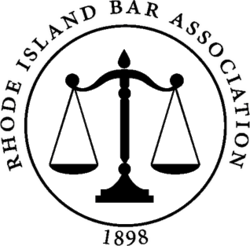 RHODE ISLAND BAR ASSOCIATION
1898